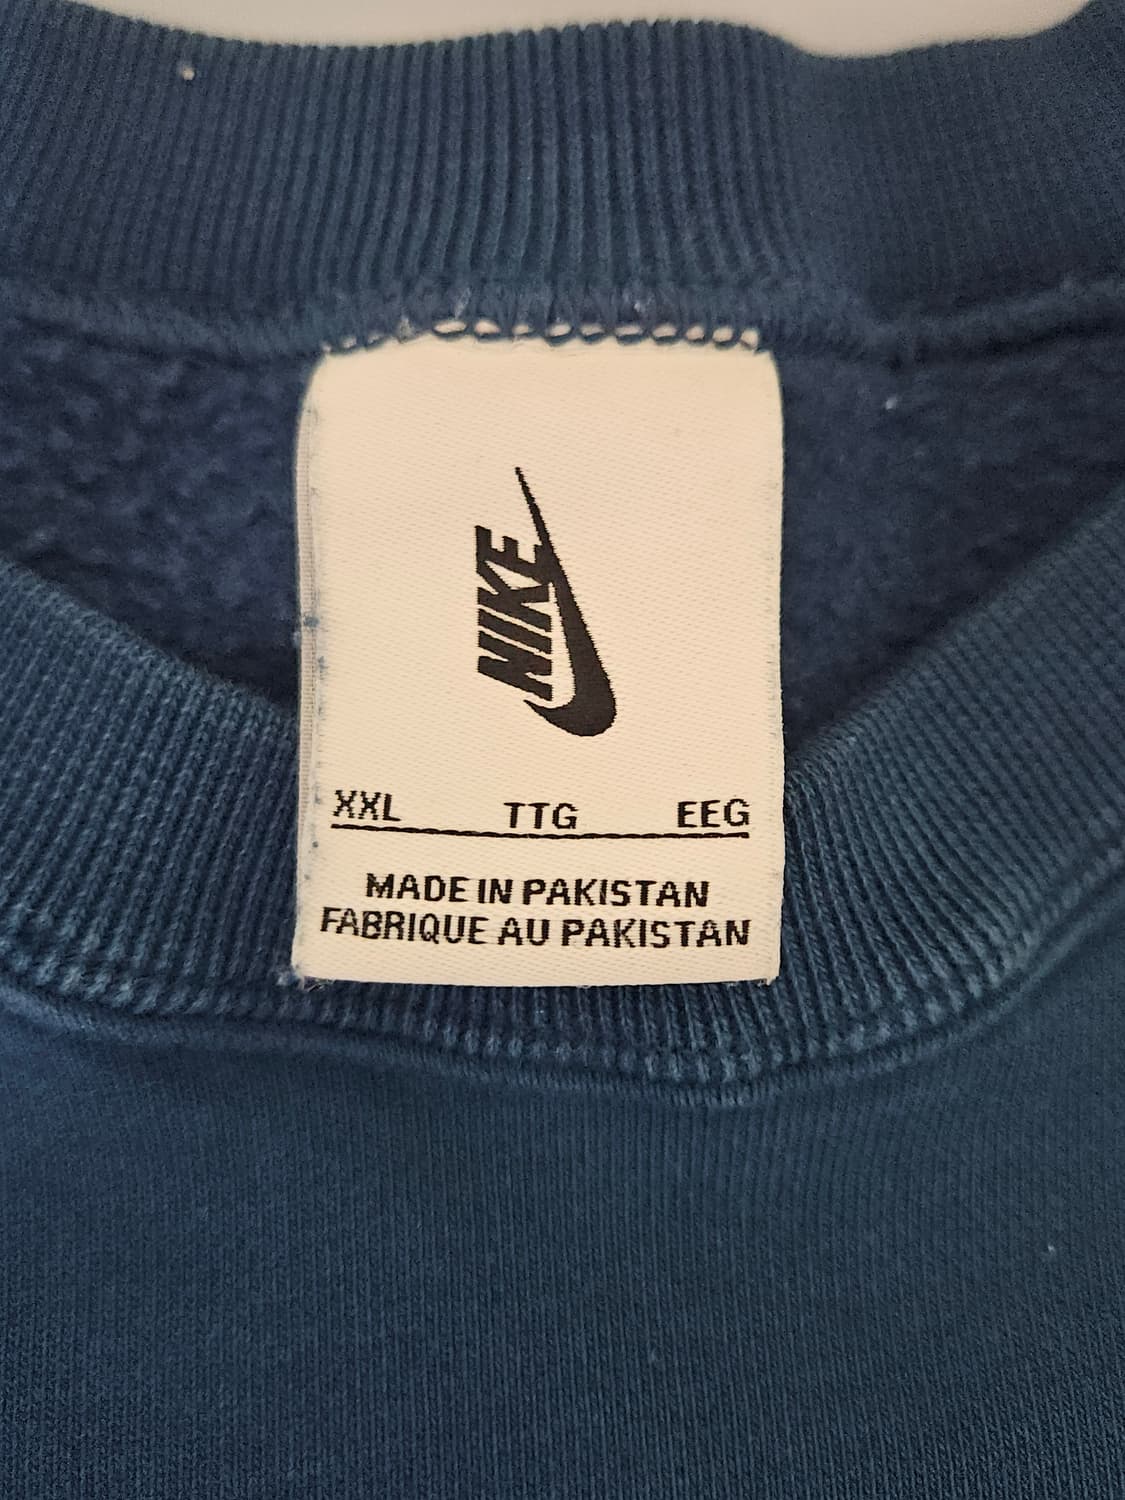 NIKE
XXL TTG EEG
MADE IN PAKISTAN
FABRIQUE AU PAKISTAN